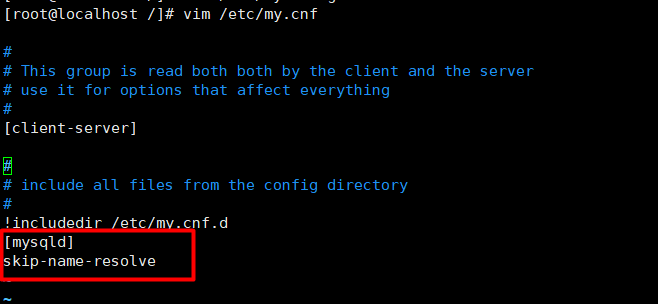 [root@localhost /]# vim /etc/my.cnf
#
# This group is read both both by the client and the server
# use it for options that affect everything
#
[client-server]
#
# include all files from the config directory
#
!includedir /etc/my.cnf.d
[mysqld]
skip-name-resolve
~